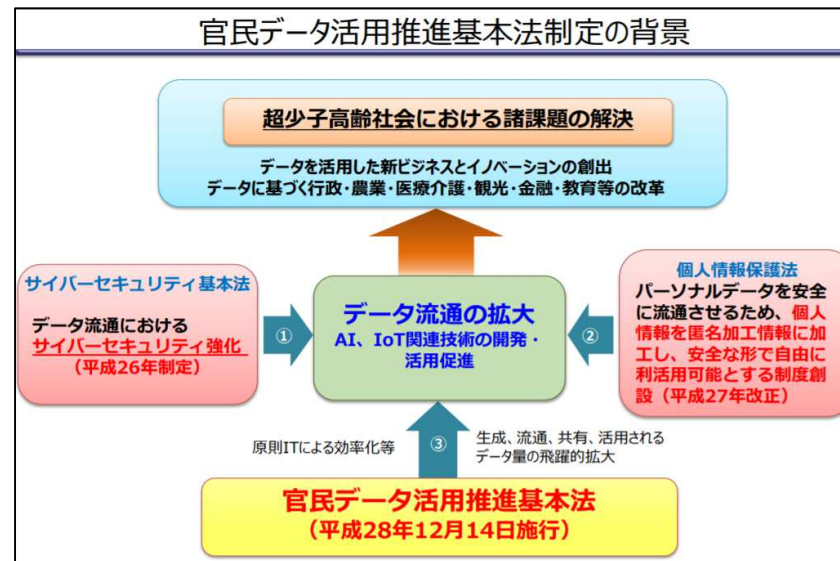 官民データ活用推進基本法制定の背景
超少子高齢社会における諸課題の解決
データを活用した新ビジネスとイノベーションの創出
データに基づく行政・農業・医療介護・観光・金融・教育等の改革
サイバーセキュリティ基本法
データ流通における
サイバーセキュリティ強化
(平成26年制定)
①
データ流通の拡大
AI、IoT関連技術の開発・
活用促進
②
個人情報保護法
パーソナルデータを安全
に流通させるため、個人
情報を匿名加工情報に加
工し、安全な形で自由に
利活用可能とする制度創
設(平成27年改正)
原則ITによる効率化等
③
生成、流通、共有、活用される
データ量の飛躍的拡大
官民データ活用推進基本法
(平成28年12月14日施行)